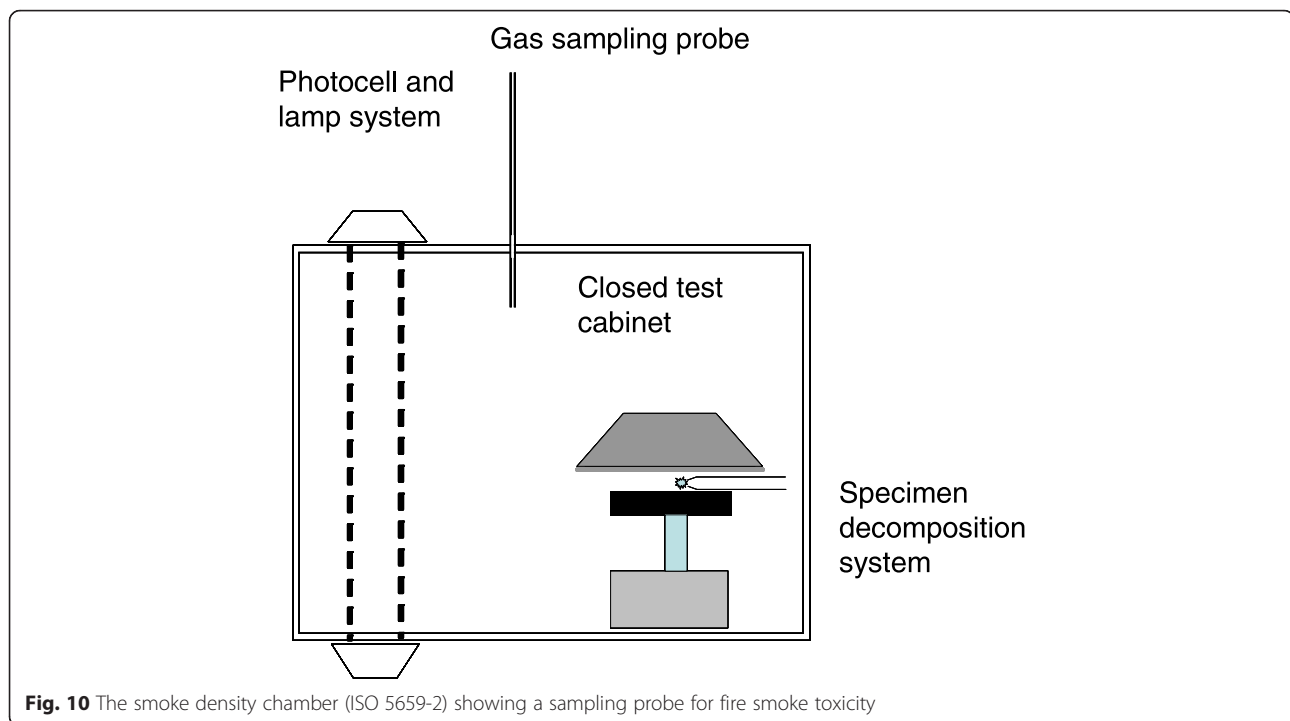 Gas sampling probe
Photocell and
lamp system
Closed test
cabinet
Specimen
decomposition
system
Fig. 10 The smoke density chamber (ISO 5659-2) showing a sampling probe for fire smoke toxicity